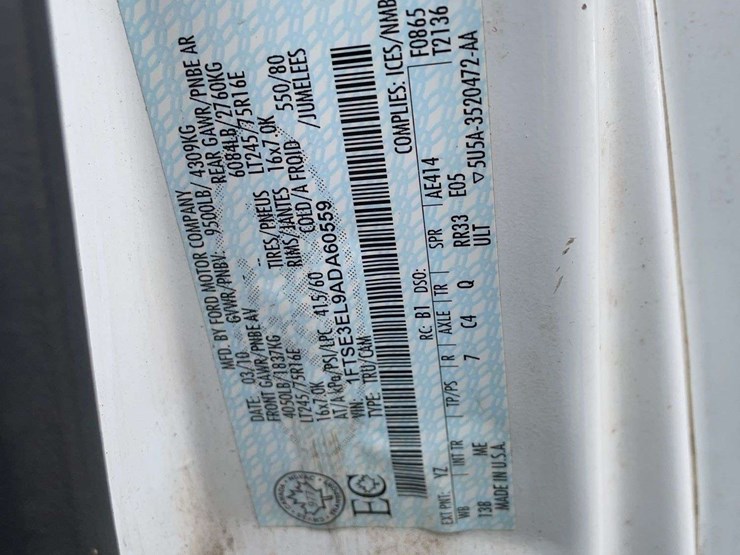 MFD. BY FORD MOTOR COMPANY
DATE: 03/10 GVWR/PNBV: 9500LB/ 4309KG
FRONT GAWR/PNBE AV REAR GAWR/PNBE AR
4050LB/1837KG 6084LB/2760KG
LT245/75R16E TIRES/PNEUS LT245/75R16E
16x7.0K RIMS/JANTES 16x7.0K
AT/A kPa/PSI/LPC 415/60 COLD/A FROID 550/80
/JUMELEES
VIN: 1FTSE3EL9ADA60559
TYPE: TRU/CAM
COMPLIES: ICES/NMB
EXT PNT: YZ RC: B1 DSO: F0865
WB INT TR TP/PS R AXLE TR SPR AE414 T2136
13B ME 7 C4 Q RR33 E05
MADE IN U.S.A. ULT ▽5U5A-3520472-AA
EC